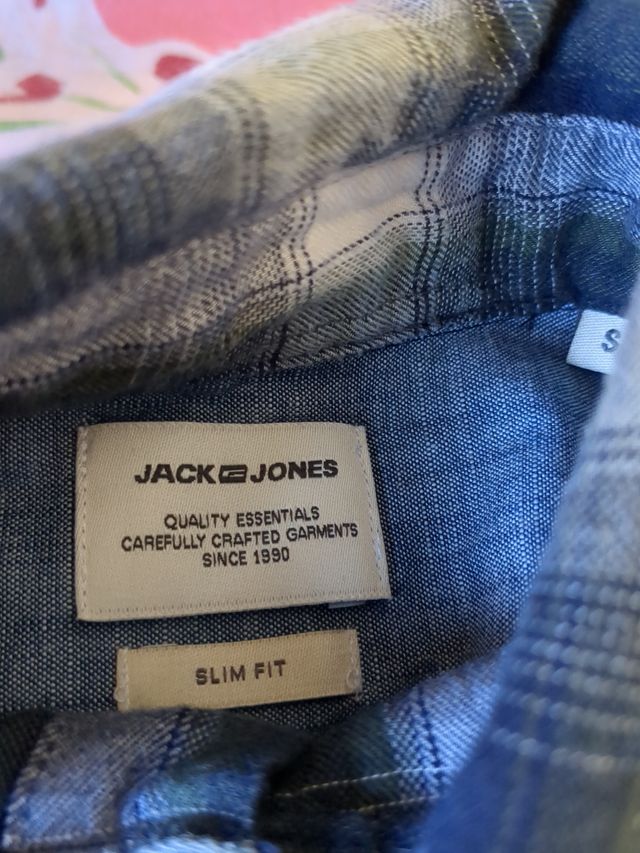 S
JACK & JONES
QUALITY ESSENTIALS
CAREFULLY CRAFTED GARMENTS
SINCE 1990
SLIM FIT